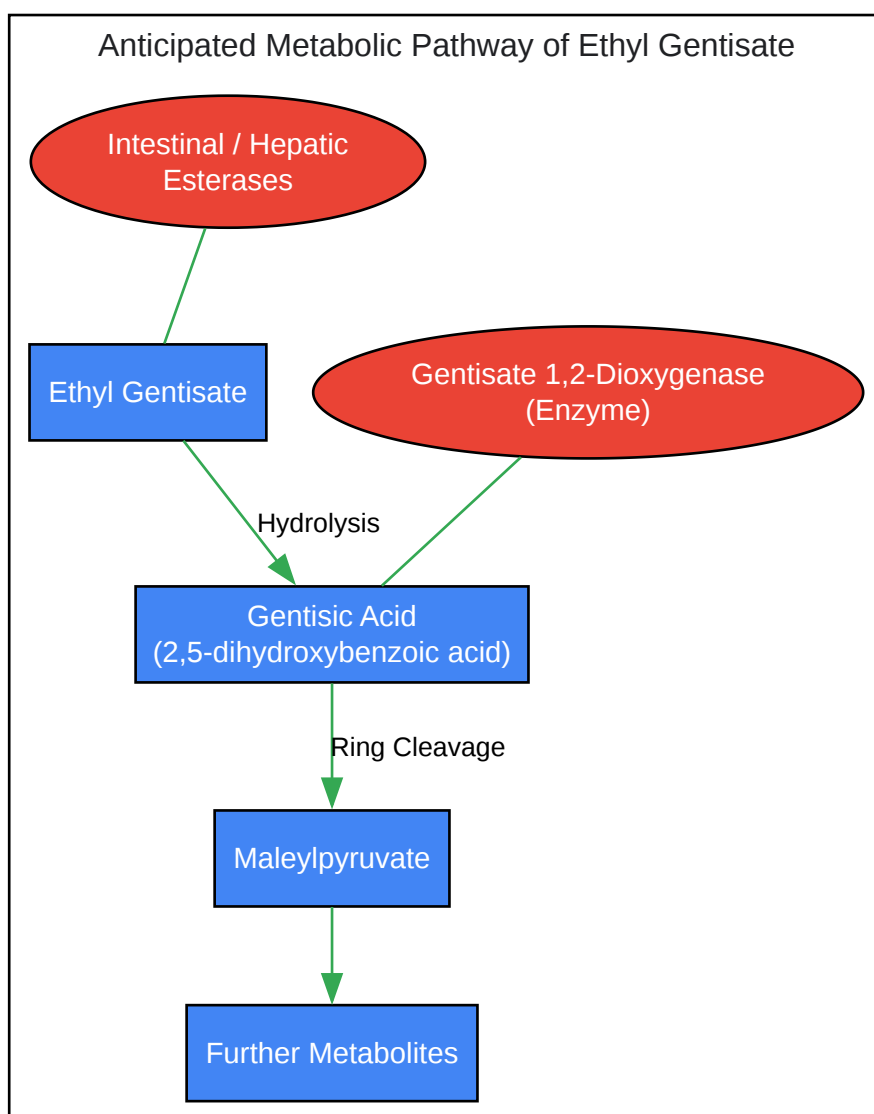 Anticipated Metabolic Pathway of Ethyl Gentisate
Intestinal / Hepatic
Esterases
Ethyl Gentisate
Gentisate 1,2-Dioxygenase
(Enzyme)
Hydrolysis
Gentisic Acid
(2,5-dihydroxybenzoic acid)
Ring Cleavage
Maleylpyruvate
Further Metabolites